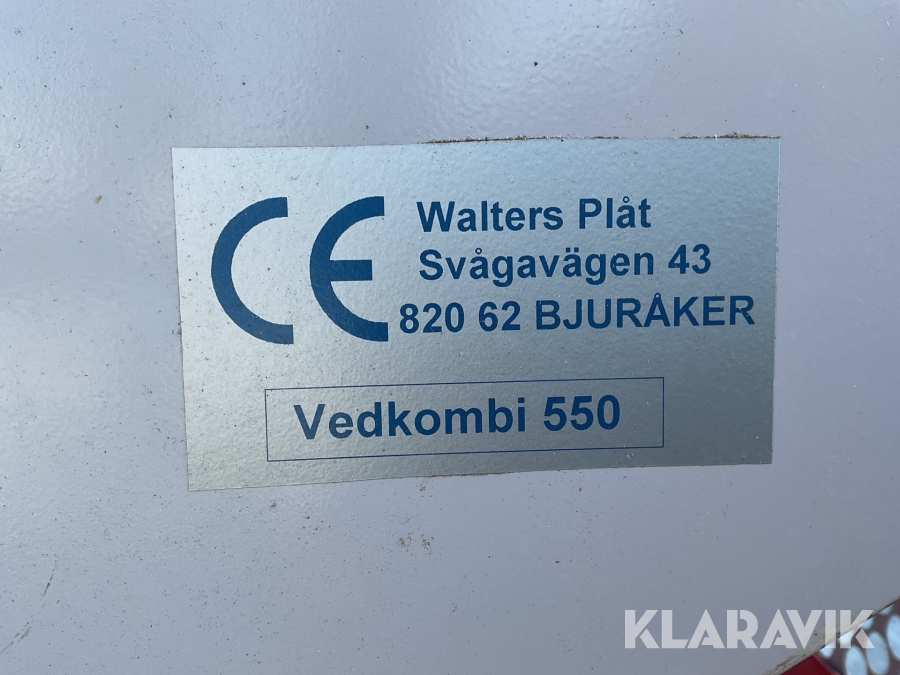 CE
Walters Plåt
Svågavägen 43
820 62 BJURÅKER
Vedkombi 550
KLARAVIK